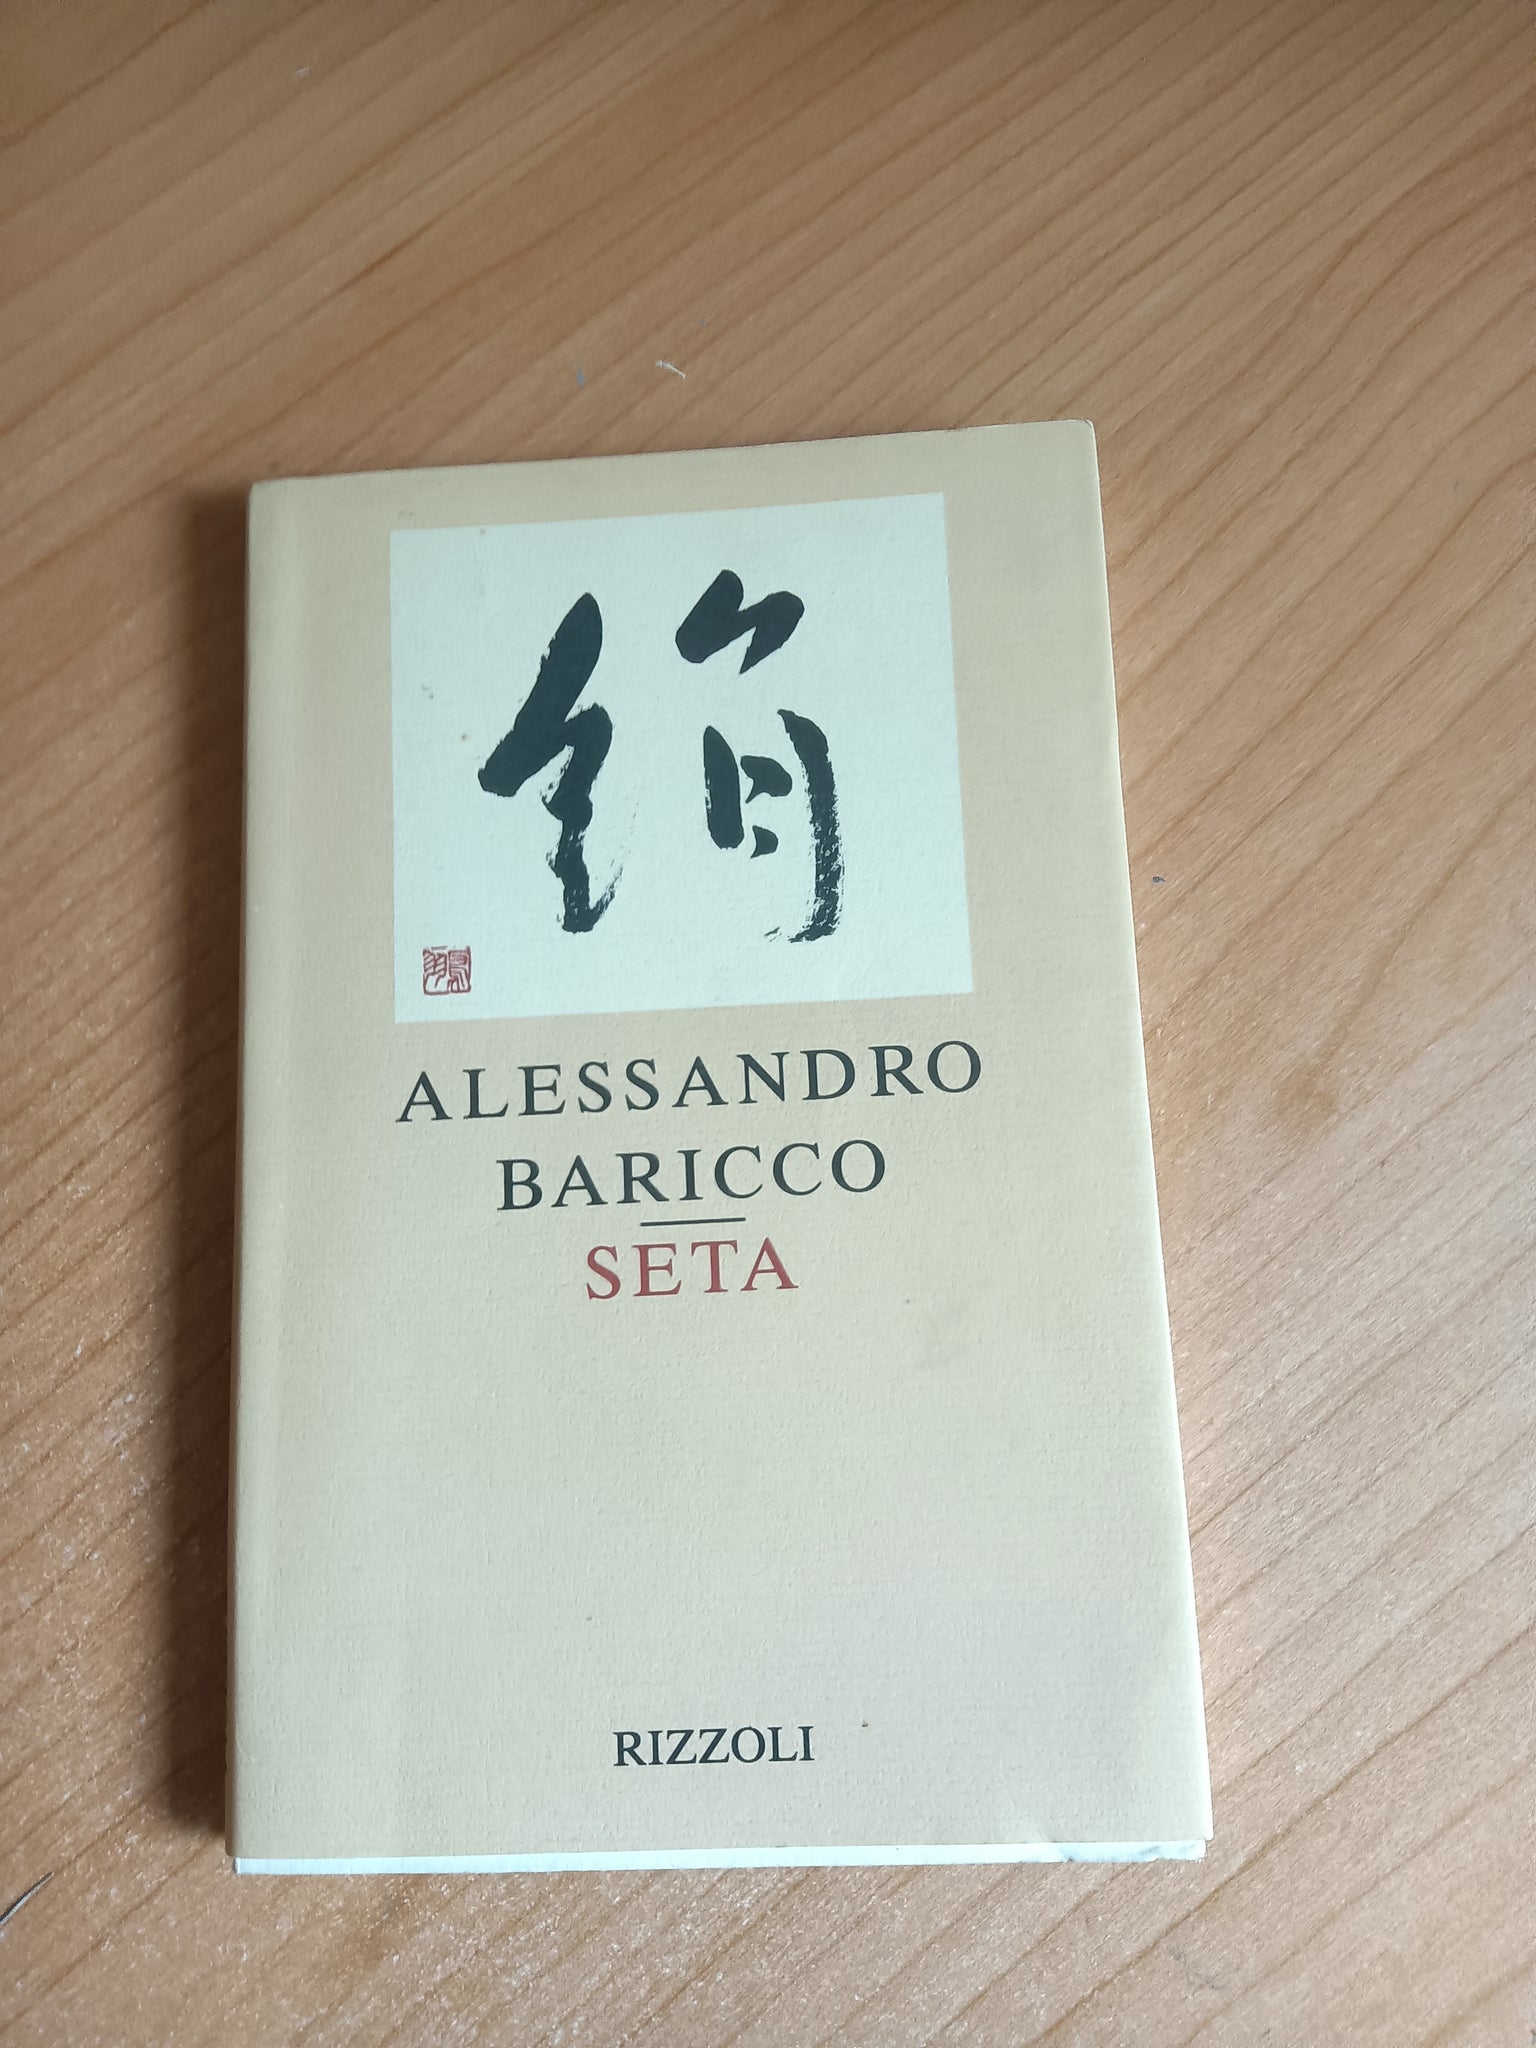 絹
ALESSANDRO
BARICCO
SETA
RIZZOLI